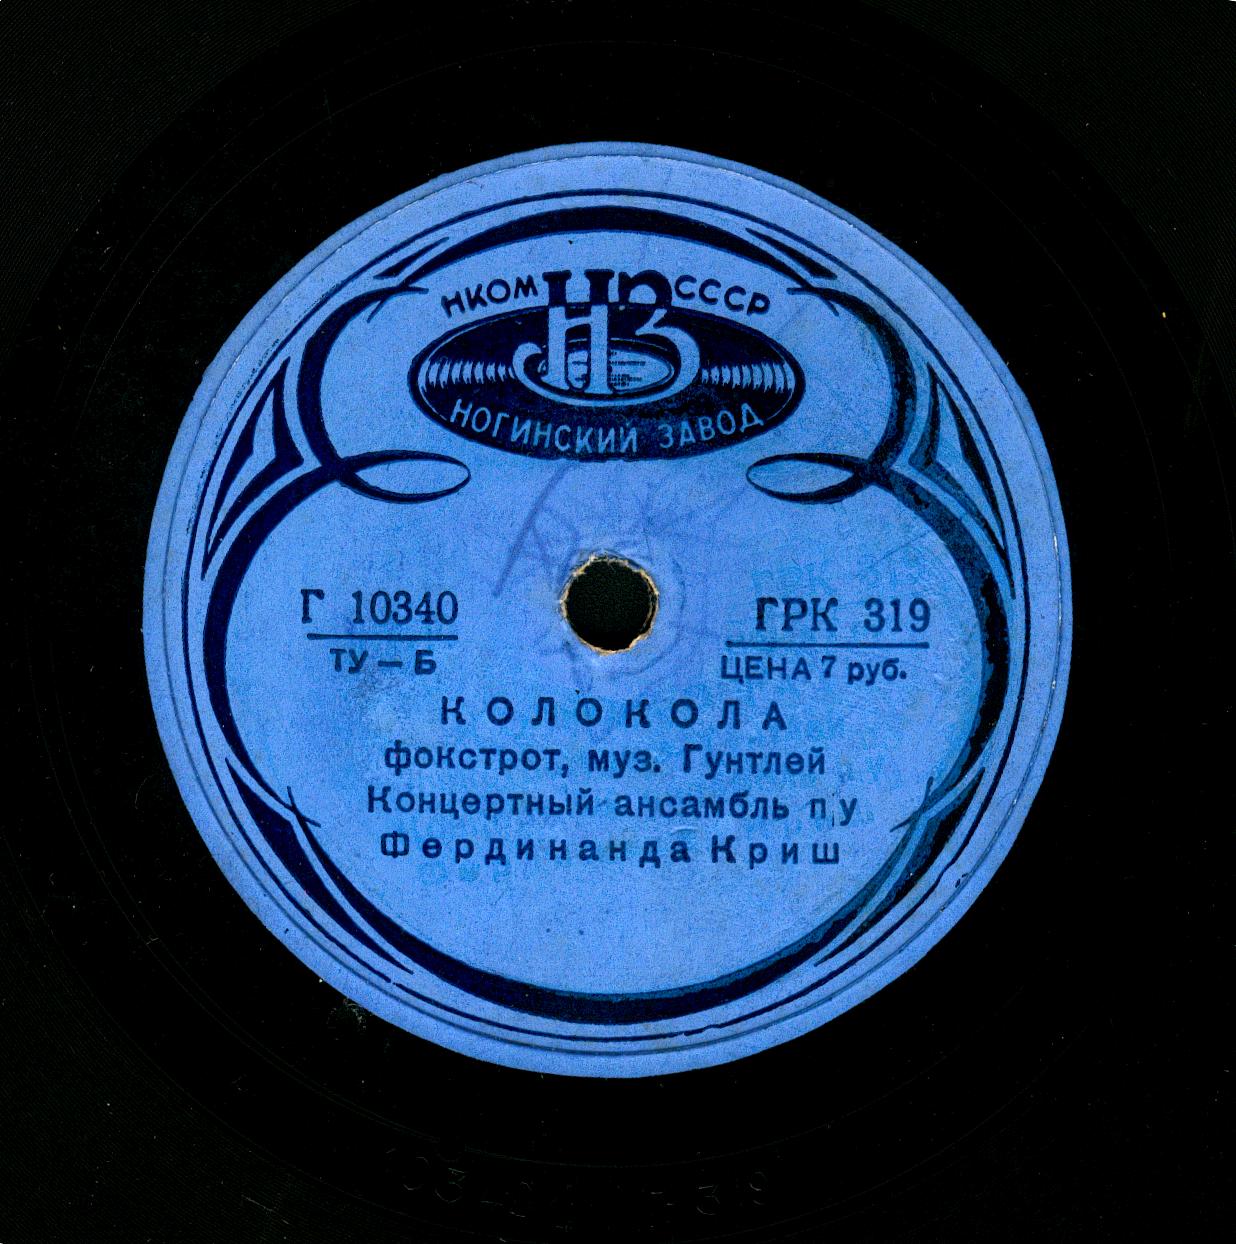 НКОМ НЗ СССР
НОГИНСКИЙ ЗАВОД
Г 10340 ГРК 319
ТУ — Б ЦЕНА 7 руб.
КОЛОКОЛА
фокстрот, муз. Гунтлей
Концертный ансамбль п/у
Фердинанда Криш